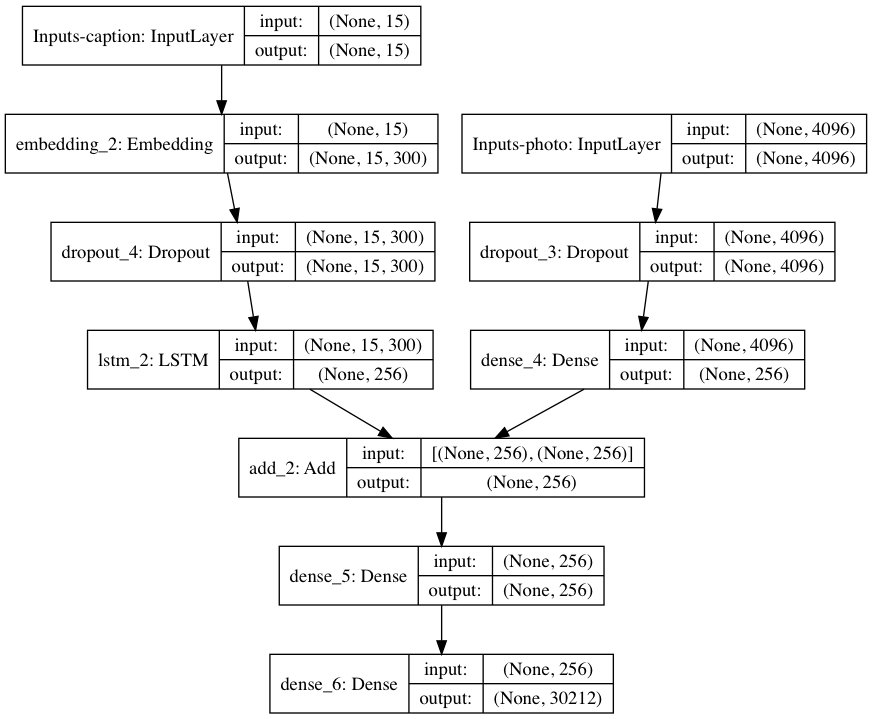 Inputs-caption: InputLayer
input: (None, 15)
output: (None, 15)
embedding_2: Embedding
input: (None, 15)
output: (None, 15, 300)
Inputs-photo: InputLayer
input: (None, 4096)
output: (None, 4096)
dropout_4: Dropout
input: (None, 15, 300)
output: (None, 15, 300)
dropout_3: Dropout
input: (None, 4096)
output: (None, 4096)
lstm_2: LSTM
input: (None, 15, 300)
output: (None, 256)
dense_4: Dense
input: (None, 4096)
output: (None, 256)
add_2: Add
input: [(None, 256), (None, 256)]
output: (None, 256)
dense_5: Dense
input: (None, 256)
output: (None, 256)
dense_6: Dense
input: (None, 256)
output: (None, 30212)